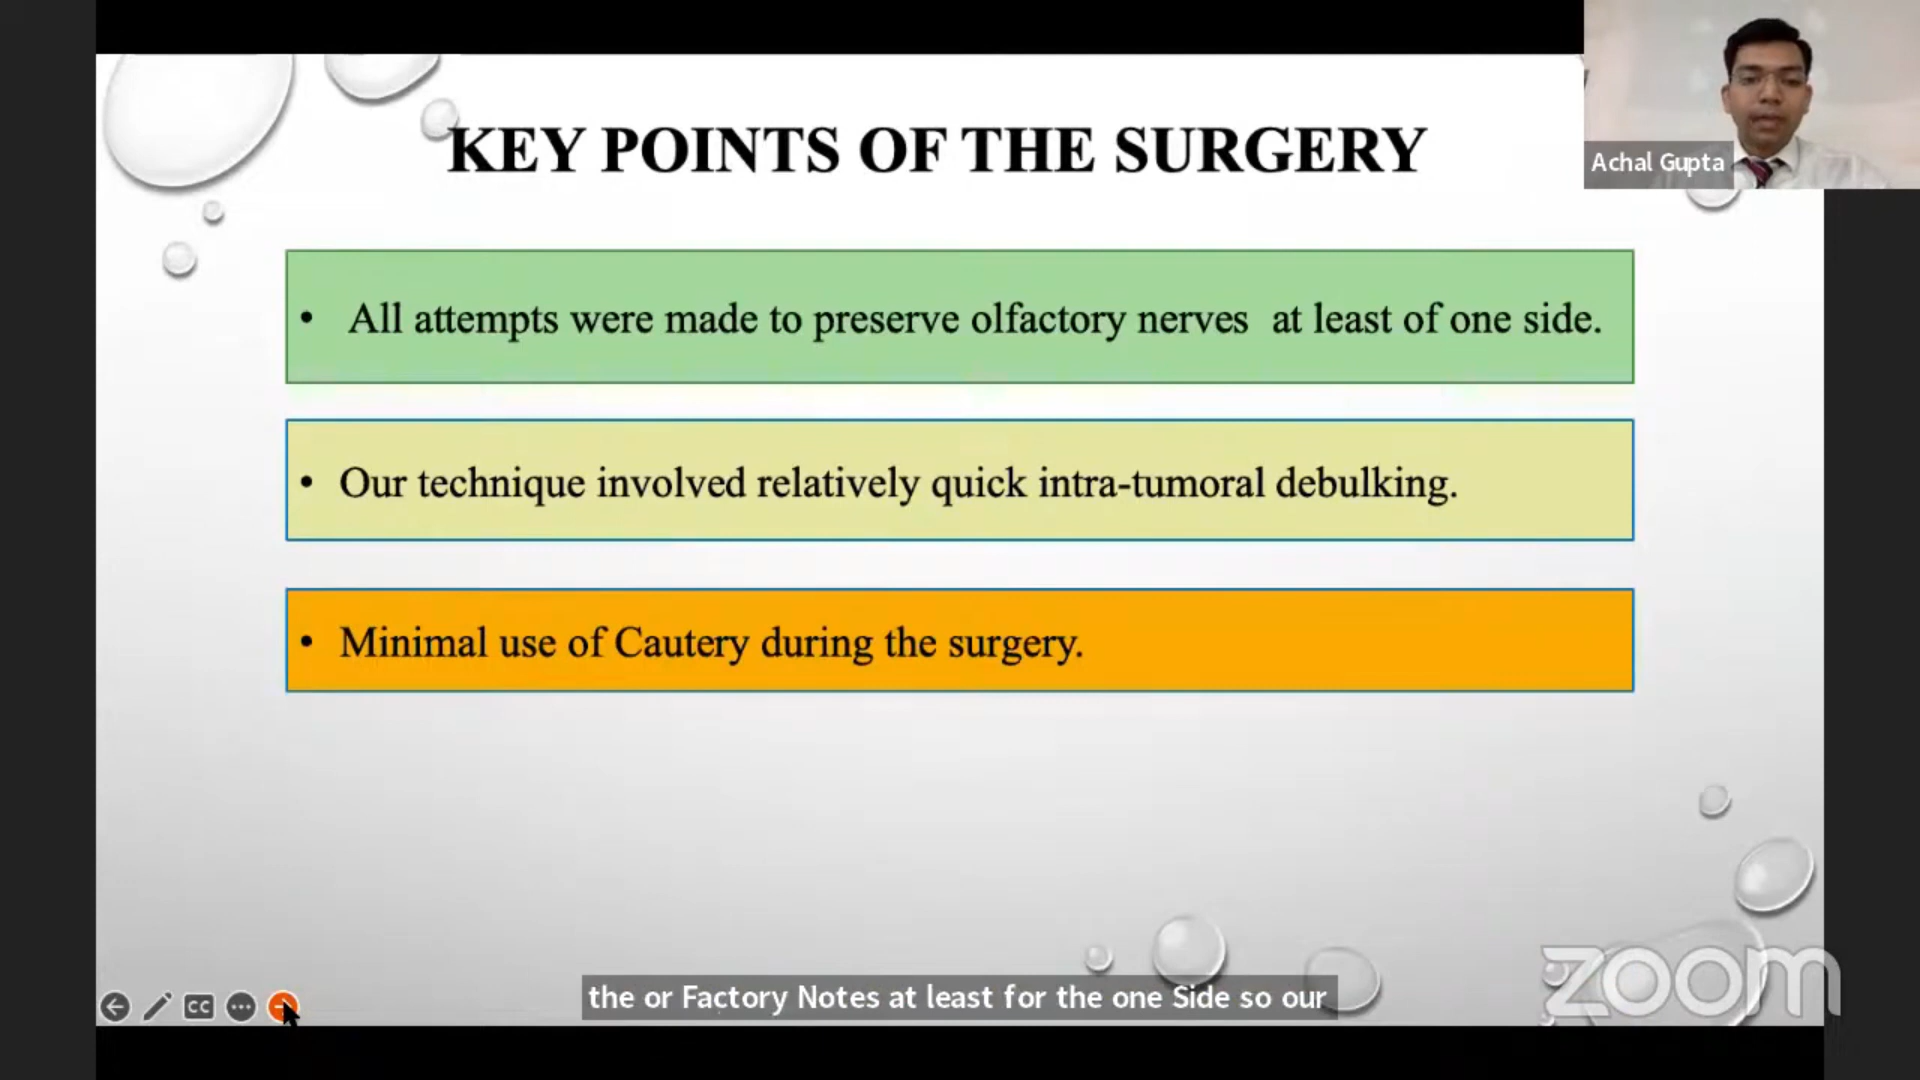 KEY POINTS OF THE SURGERY
Achal Gupta
• All attempts were made to preserve olfactory nerves at least of one side.
• Our technique involved relatively quick intra-tumoral debulking.
• Minimal use of Cautery during the surgery.
CC
the or Factory Notes at least for the one Side so our
zoom